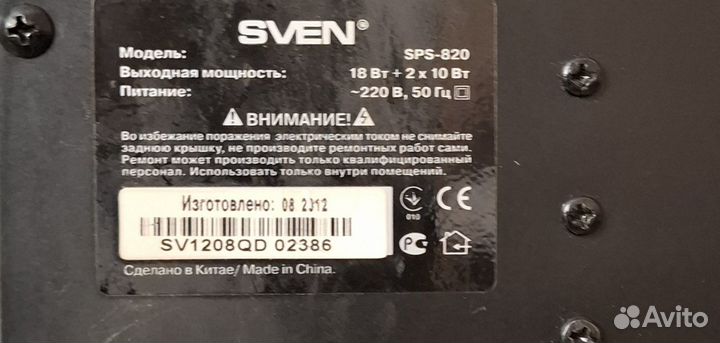 SVEN®
Модель: SPS-820
Выходная мощность: 18 Вт + 2 x 10 Вт
Питание: ~220 В, 50 Гц
ВНИМАНИЕ!
Во избежание поражения электрическим током не снимайте
заднюю крышку, не производите ремонтных работ сами.
Ремонт может производить только квалифицированный
персонал. Использовать только внутри помещений.
Изготовлено: 08 2012
SV1208QD 02386
010
CE
Сделано в Китае/ Made in China.
Avito